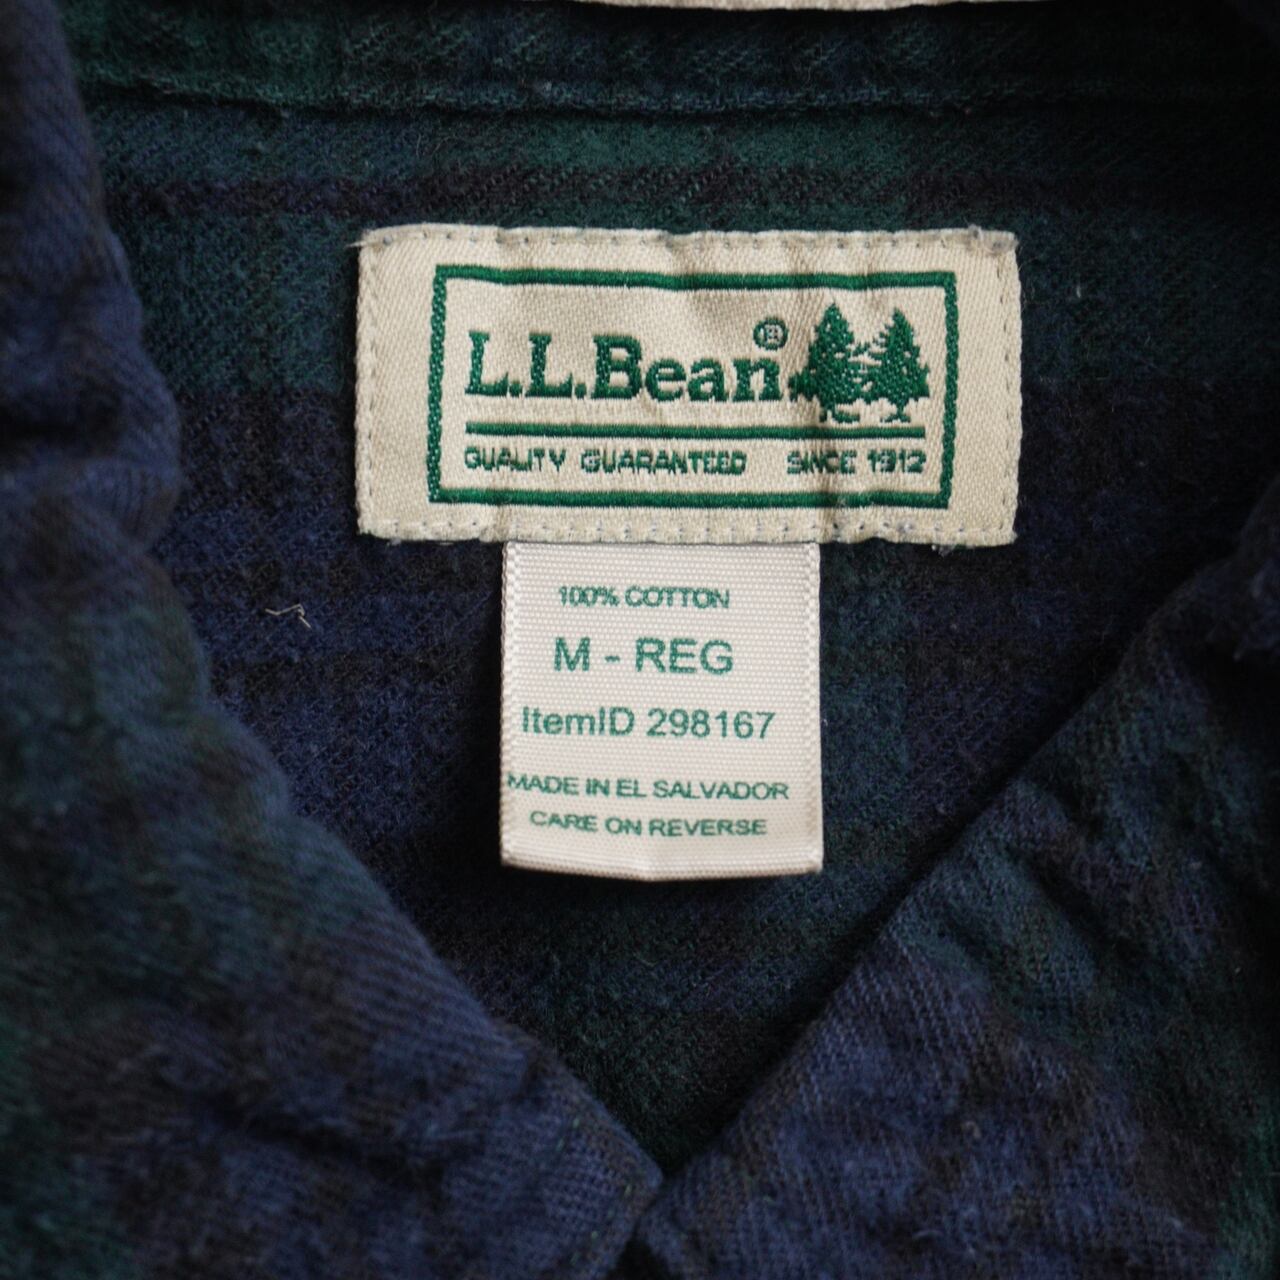 L.L.Bean®
QUALITY GUARANTEED SINCE 1912
100% COTTON
M - REG
ItemID 298167
MADE IN EL SALVADOR
CARE ON REVERSE